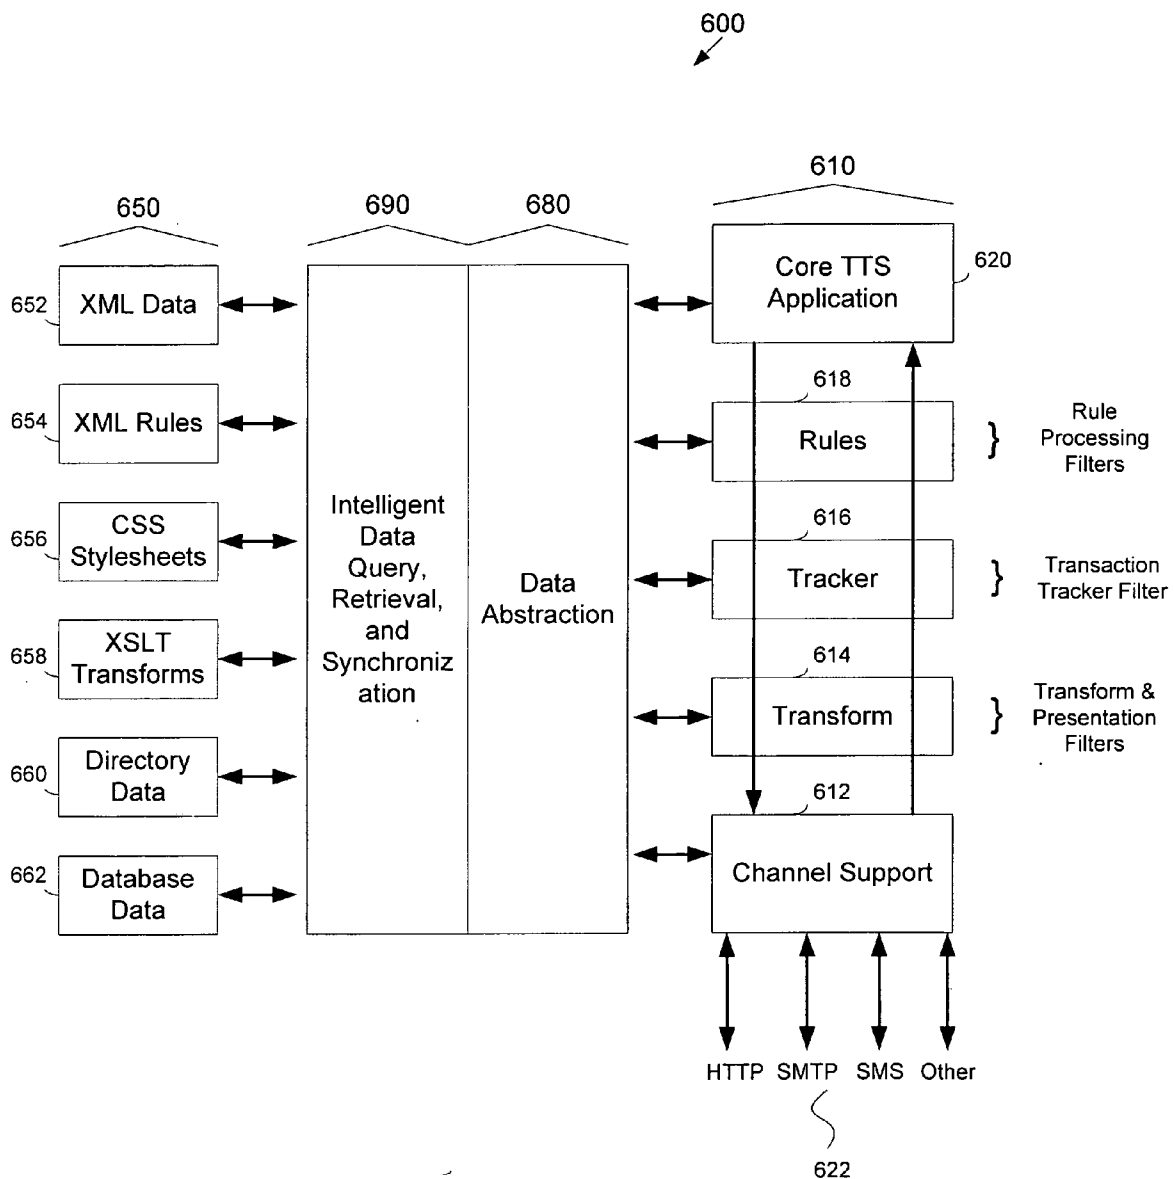 600
610
650
690
680
652
XML Data
Core TTS
Application
620
654
XML Rules
618
Rules
Rule
Processing
Filters
656
CSS
Stylesheets
Intelligent
Data
Query,
Retrieval,
and
Synchroniz
ation
Data
Abstraction
616
Tracker
Transaction
Tracker Filter
658
XSLT
Transforms
614
Transform
Transform &
Presentation
Filters
660
Directory
Data
612
Channel Support
662
Database
Data
HTTP
SMTP
SMS
Other
622